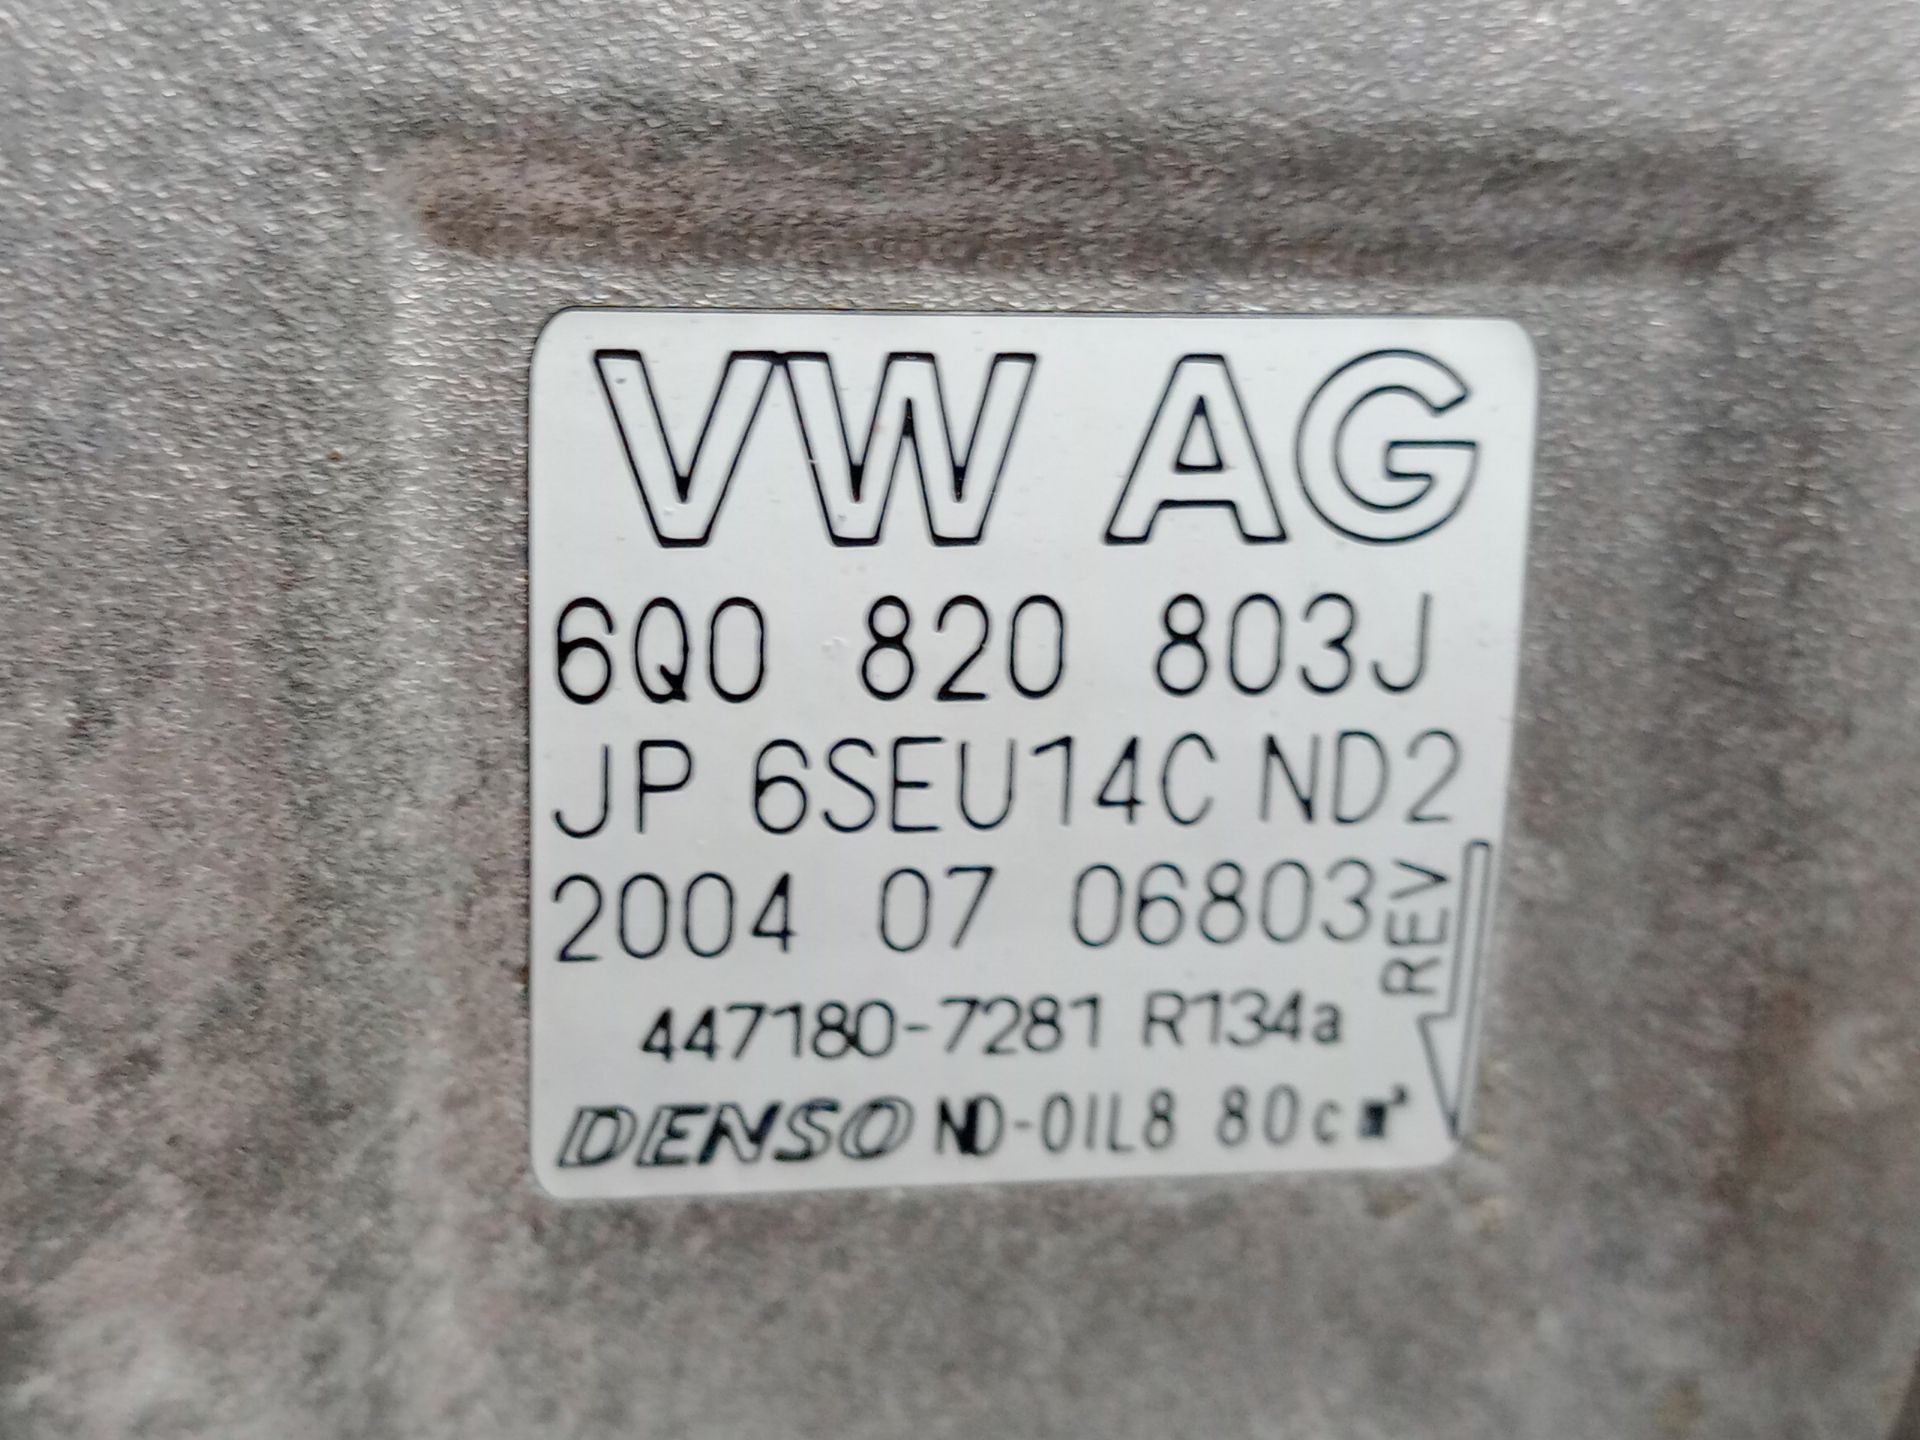 VW AG
6Q0 820 803J
JP 6SEU14C ND2
2004 07 06803
REV
447180-7281 R134a
DENSO ND-OIL8 80cm³